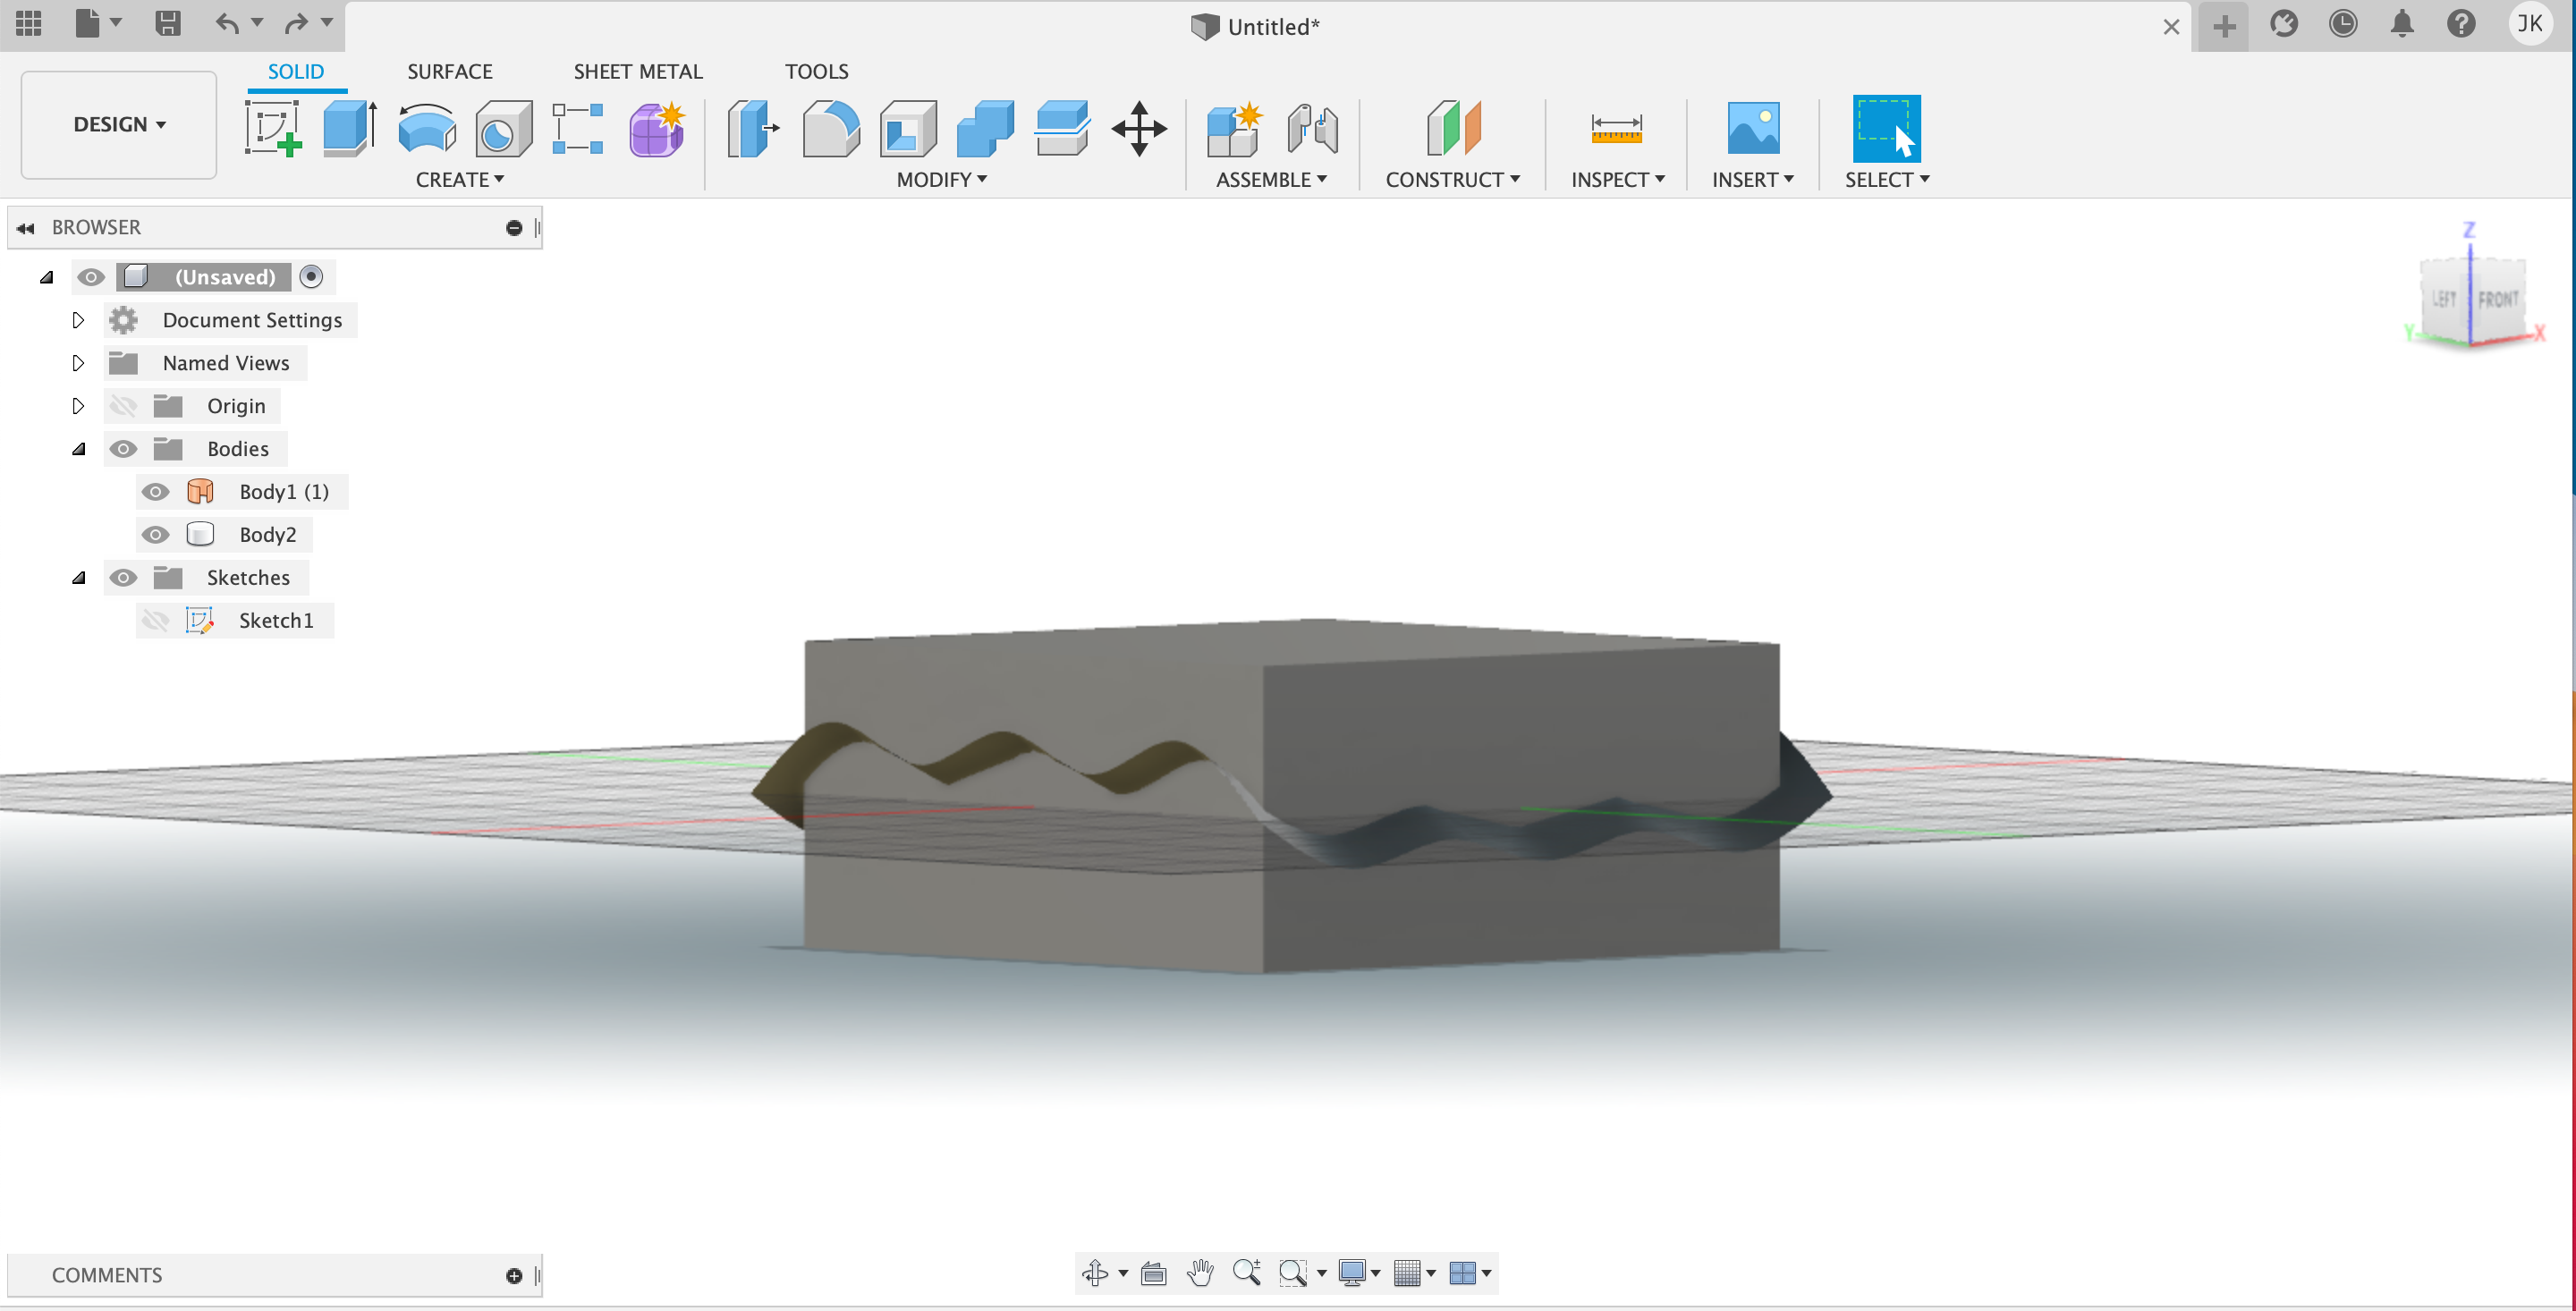 Untitled*
JK
SOLID SURFACE SHEET METAL TOOLS
DESIGN
CREATE MODIFY ASSEMBLE CONSTRUCT INSPECT INSERT SELECT
BROWSER
(Unsaved)
Document Settings
Named Views
Origin
Bodies
Body1 (1)
Body2
Sketches
Sketch1
Z
LEFT FRONT
Y X
COMMENTS